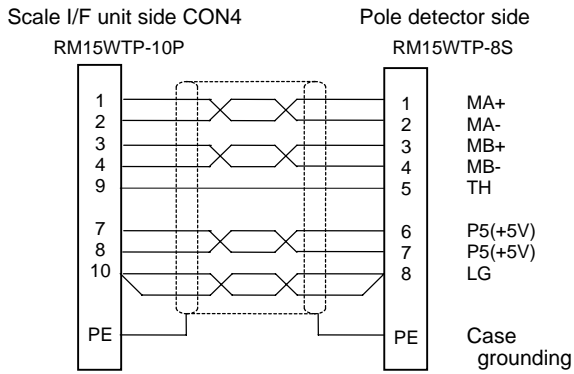 Scale I/F unit side CON4 Pole detector side
RM15WTP-10P RM15WTP-8S
1 1 MA+
2 2 MA-
3 3 MB+
4 4 MB-
9 5 TH
7 6 P5(+5V)
8 7 P5(+5V)
10 8 LG
PE PE Case
grounding